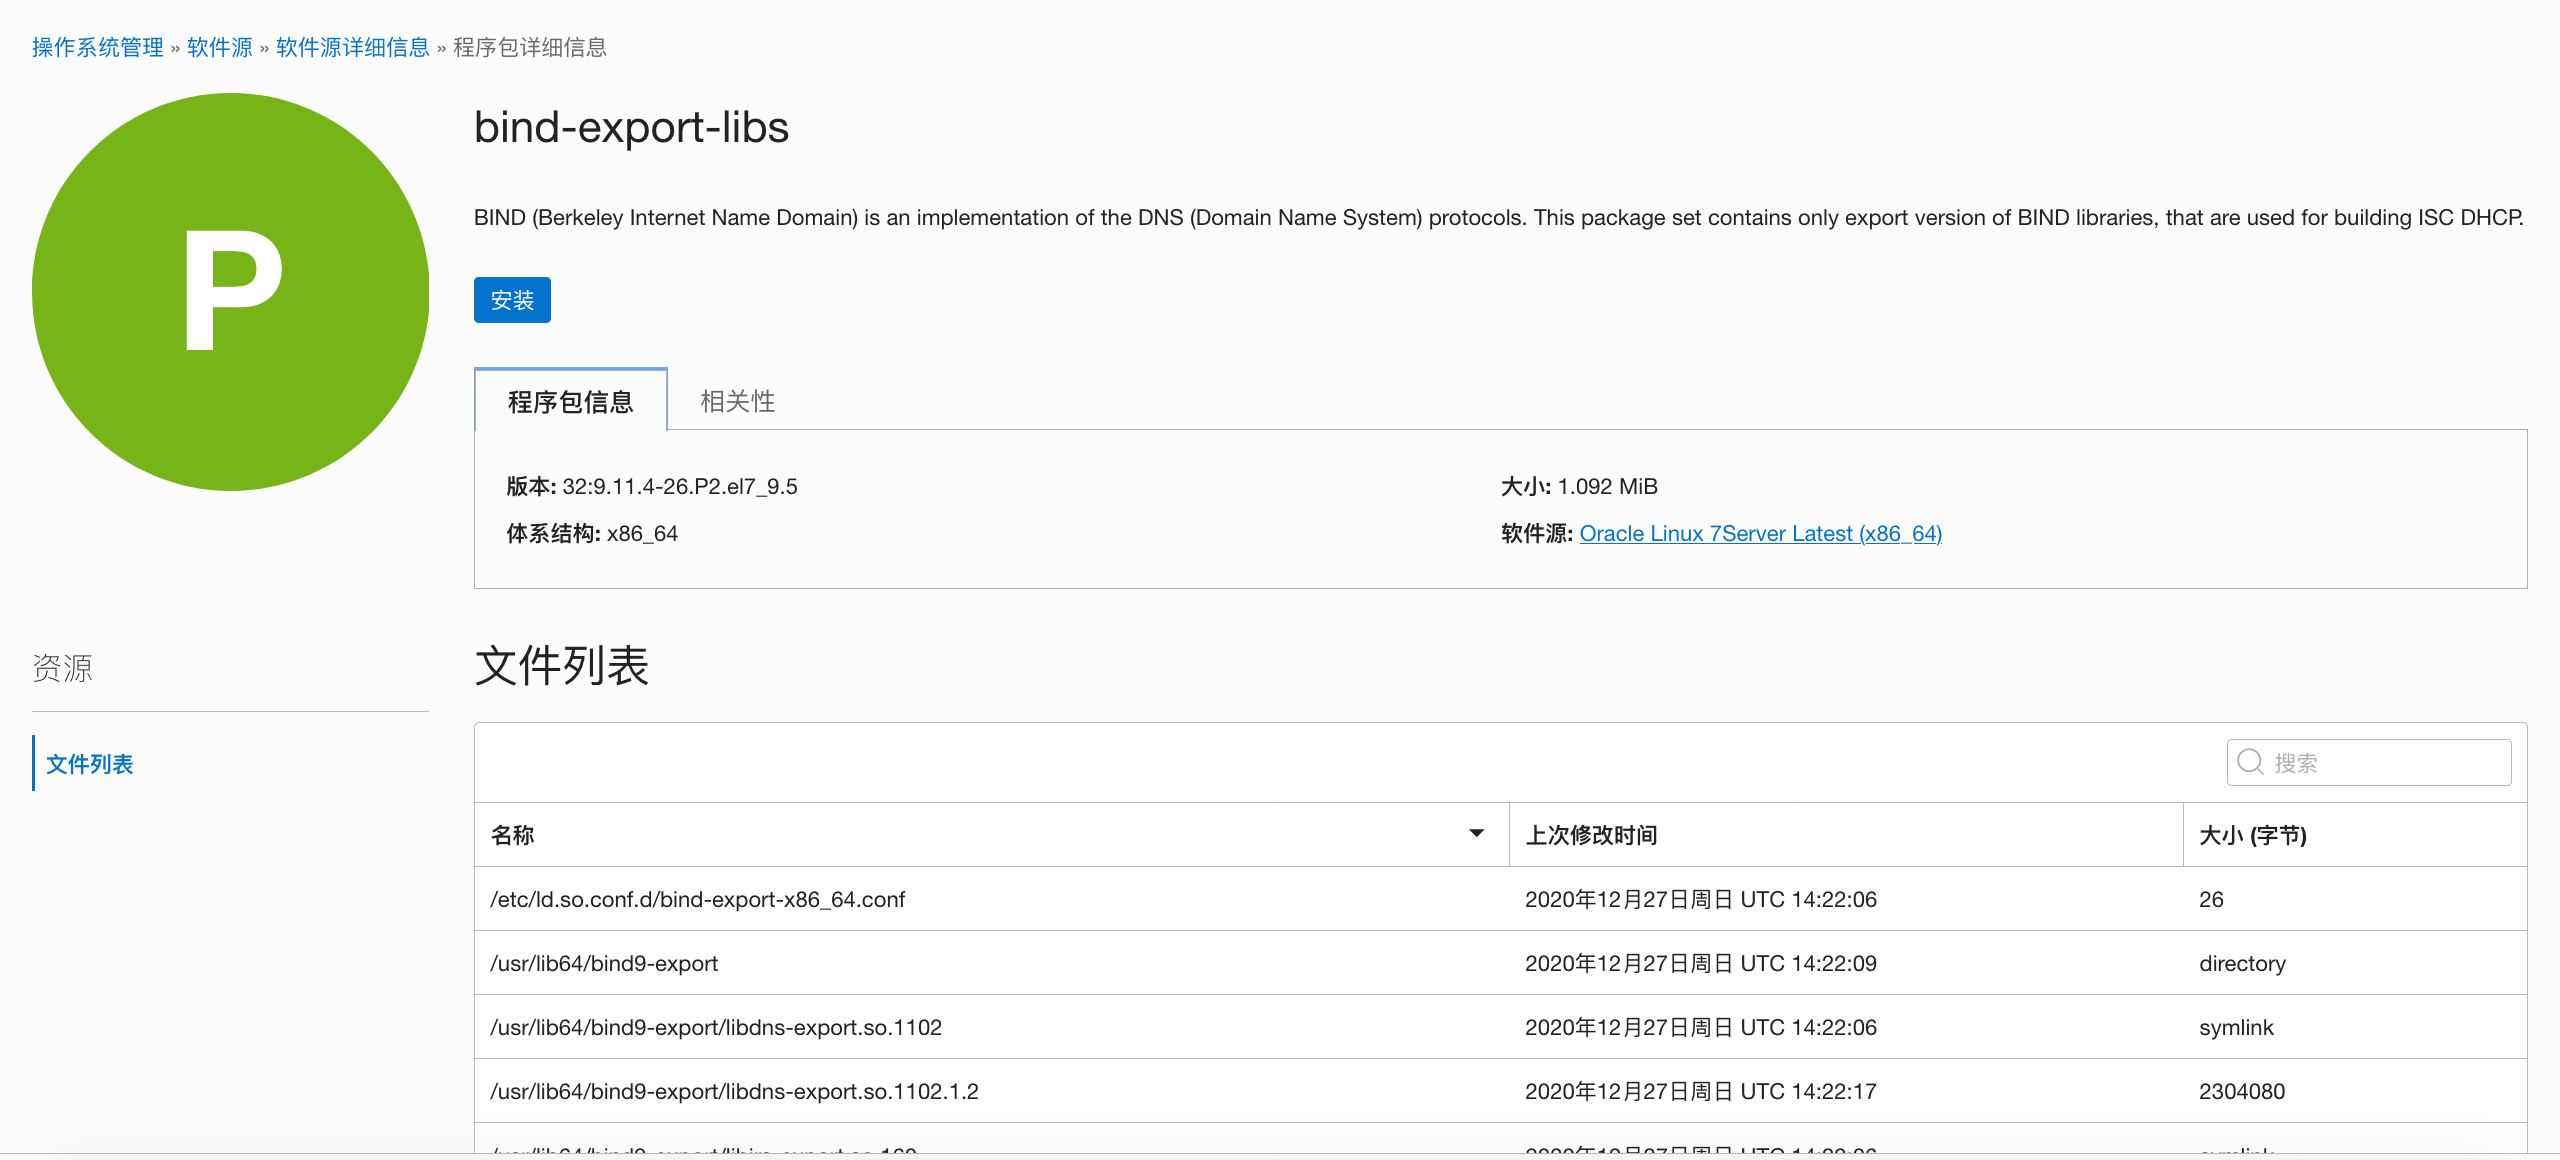 操作系统管理 » 软件源 » 软件源详细信息 » 程序包详细信息
P
bind-export-libs
BIND (Berkeley Internet Name Domain) is an implementation of the DNS (Domain Name System) protocols. This package set contains only export version of BIND libraries, that are used for building ISC DHCP.
安装
程序包信息 相关性
版本: 32:9.11.4-26.P2.el7_9.5 大小: 1.092 MiB
体系结构: x86_64 软件源: Oracle Linux 7Server Latest (x86_64)
资源
文件列表
文件列表
搜索
名称 上次修改时间 大小 (字节)
/etc/ld.so.conf.d/bind-export-x86_64.conf 2020年12月27日周日 UTC 14:22:06 26
/usr/lib64/bind9-export 2020年12月27日周日 UTC 14:22:09 directory
/usr/lib64/bind9-export/libdns-export.so.1102 2020年12月27日周日 UTC 14:22:06 symlink
/usr/lib64/bind9-export/libdns-export.so.1102.1.2 2020年12月27日周日 UTC 14:22:17 2304080